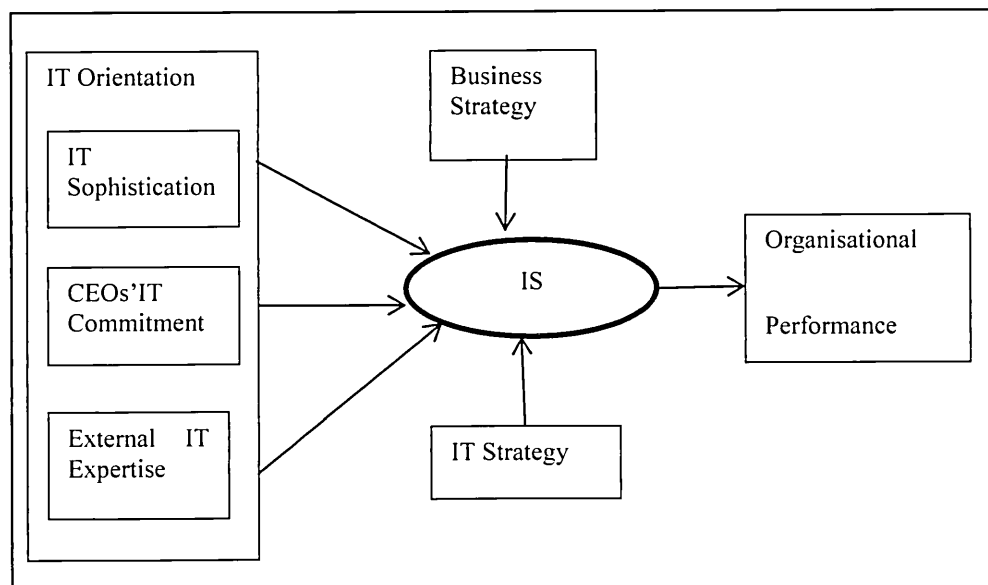 IT Orientation
IT
Sophistication
CEOs'IT
Commitment
External IT
Expertise
Business
Strategy
IS
IT Strategy
Organisational
Performance